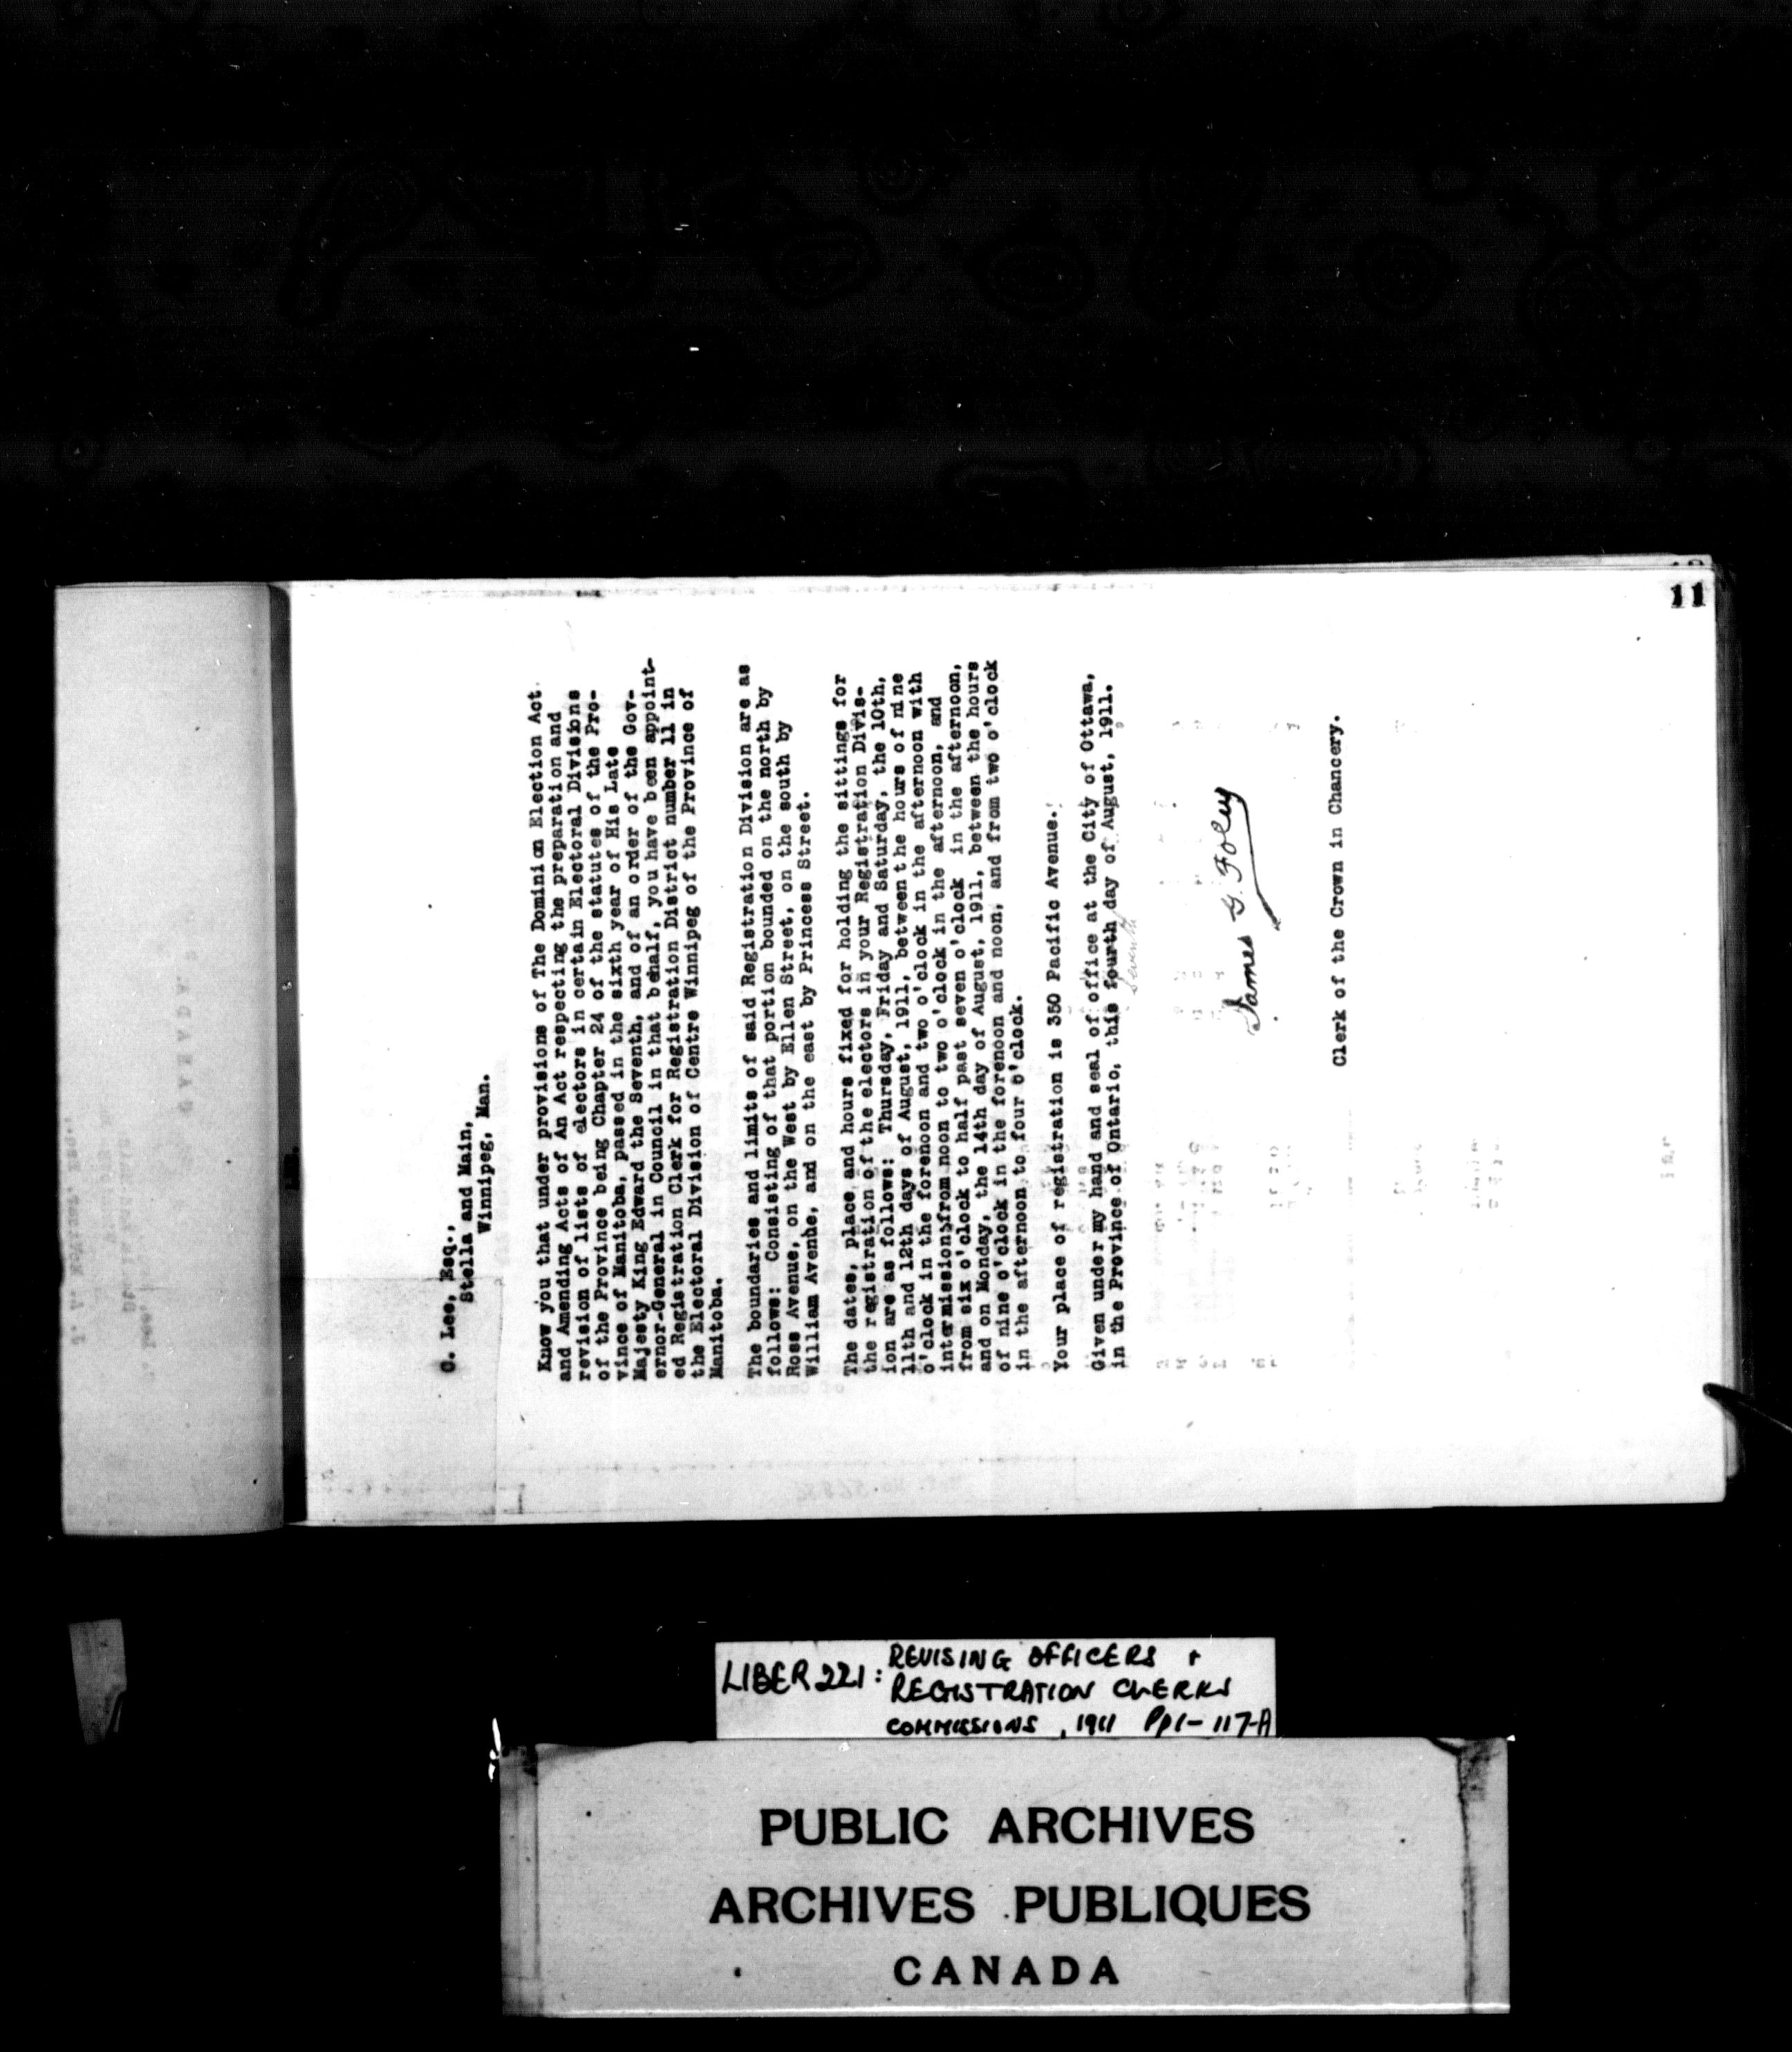 11
C. Lee, Esq.,
Stella and Main,
Winnipeg, Man.
Know you that under provisions of The Dominion Election Act
and Amending Acts of An Act respecting the preparation and
revision of lists of electors in certain Electoral Divisions
of the Province being Chapter 24 of the statutes of the Pro-
vince of Manitoba, passed in the sixth year of His Late
Majesty King Edward the Seventh, and of an order of the Gov-
ernor-General in Council in that behalf, you have been appoint-
ed Registration Clerk for Registration District number 11 in
the Electoral Division of Centre Winnipeg of the Province of
Manitoba.
The boundaries and limits of said Registration Division are as
follows: Consisting of that portion bounded on the north by
Ross Avenue, on the West by Ellen Street, on the south by
William Avenue, and on the east by Princess Street.
The dates, place and hours fixed for holding the sittings for
the registration of the electors in your Registration Divis-
ion are as follows: Thursday, Friday and Saturday, the 10th,
11th and 12th days of August, 1911, between the hours of nine
o'clock in the forenoon and two o'clock in the afternoon with
intermission from noon to two o'clock in the afternoon, and
from six o'clock to half past seven o'clock in the afternoon,
and on Monday, the 14th day of August, 1911, between the hours
of nine o'clock in the forenoon and noon, and from two o'clock
in the afternoon to four o'clock.
Your place of registration is 350 Pacific Avenue.
Given under my hand and seal of office at the City of Ottawa,
in the Province of Ontario, this fourth day of August, 1911.
Seventh
James G. Foley
Clerk of the Crown in Chancery.
LIBER 221: REVISING OFFICERS +
REGISTRATION CLERKS
COMMISSIONS, 1911 Pp 1-117-A
PUBLIC ARCHIVES
ARCHIVES PUBLIQUES
CANADA